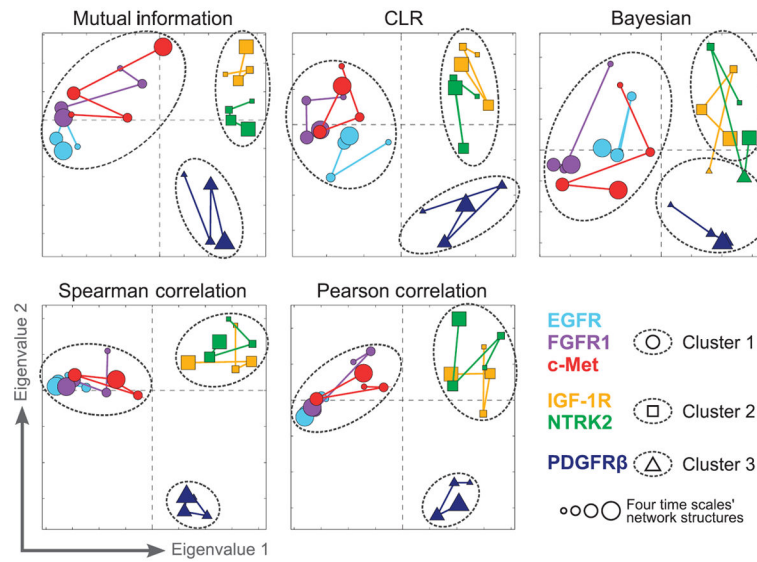 Mutual information
CLR
Bayesian
Spearman correlation
Pearson correlation
Eigenvalue 2
Eigenvalue 1
EGFR
FGFR1
c-Met
Cluster 1
IGF-1R
NTRK2
Cluster 2
PDGFRβ
Cluster 3
Four time scales'
network structures